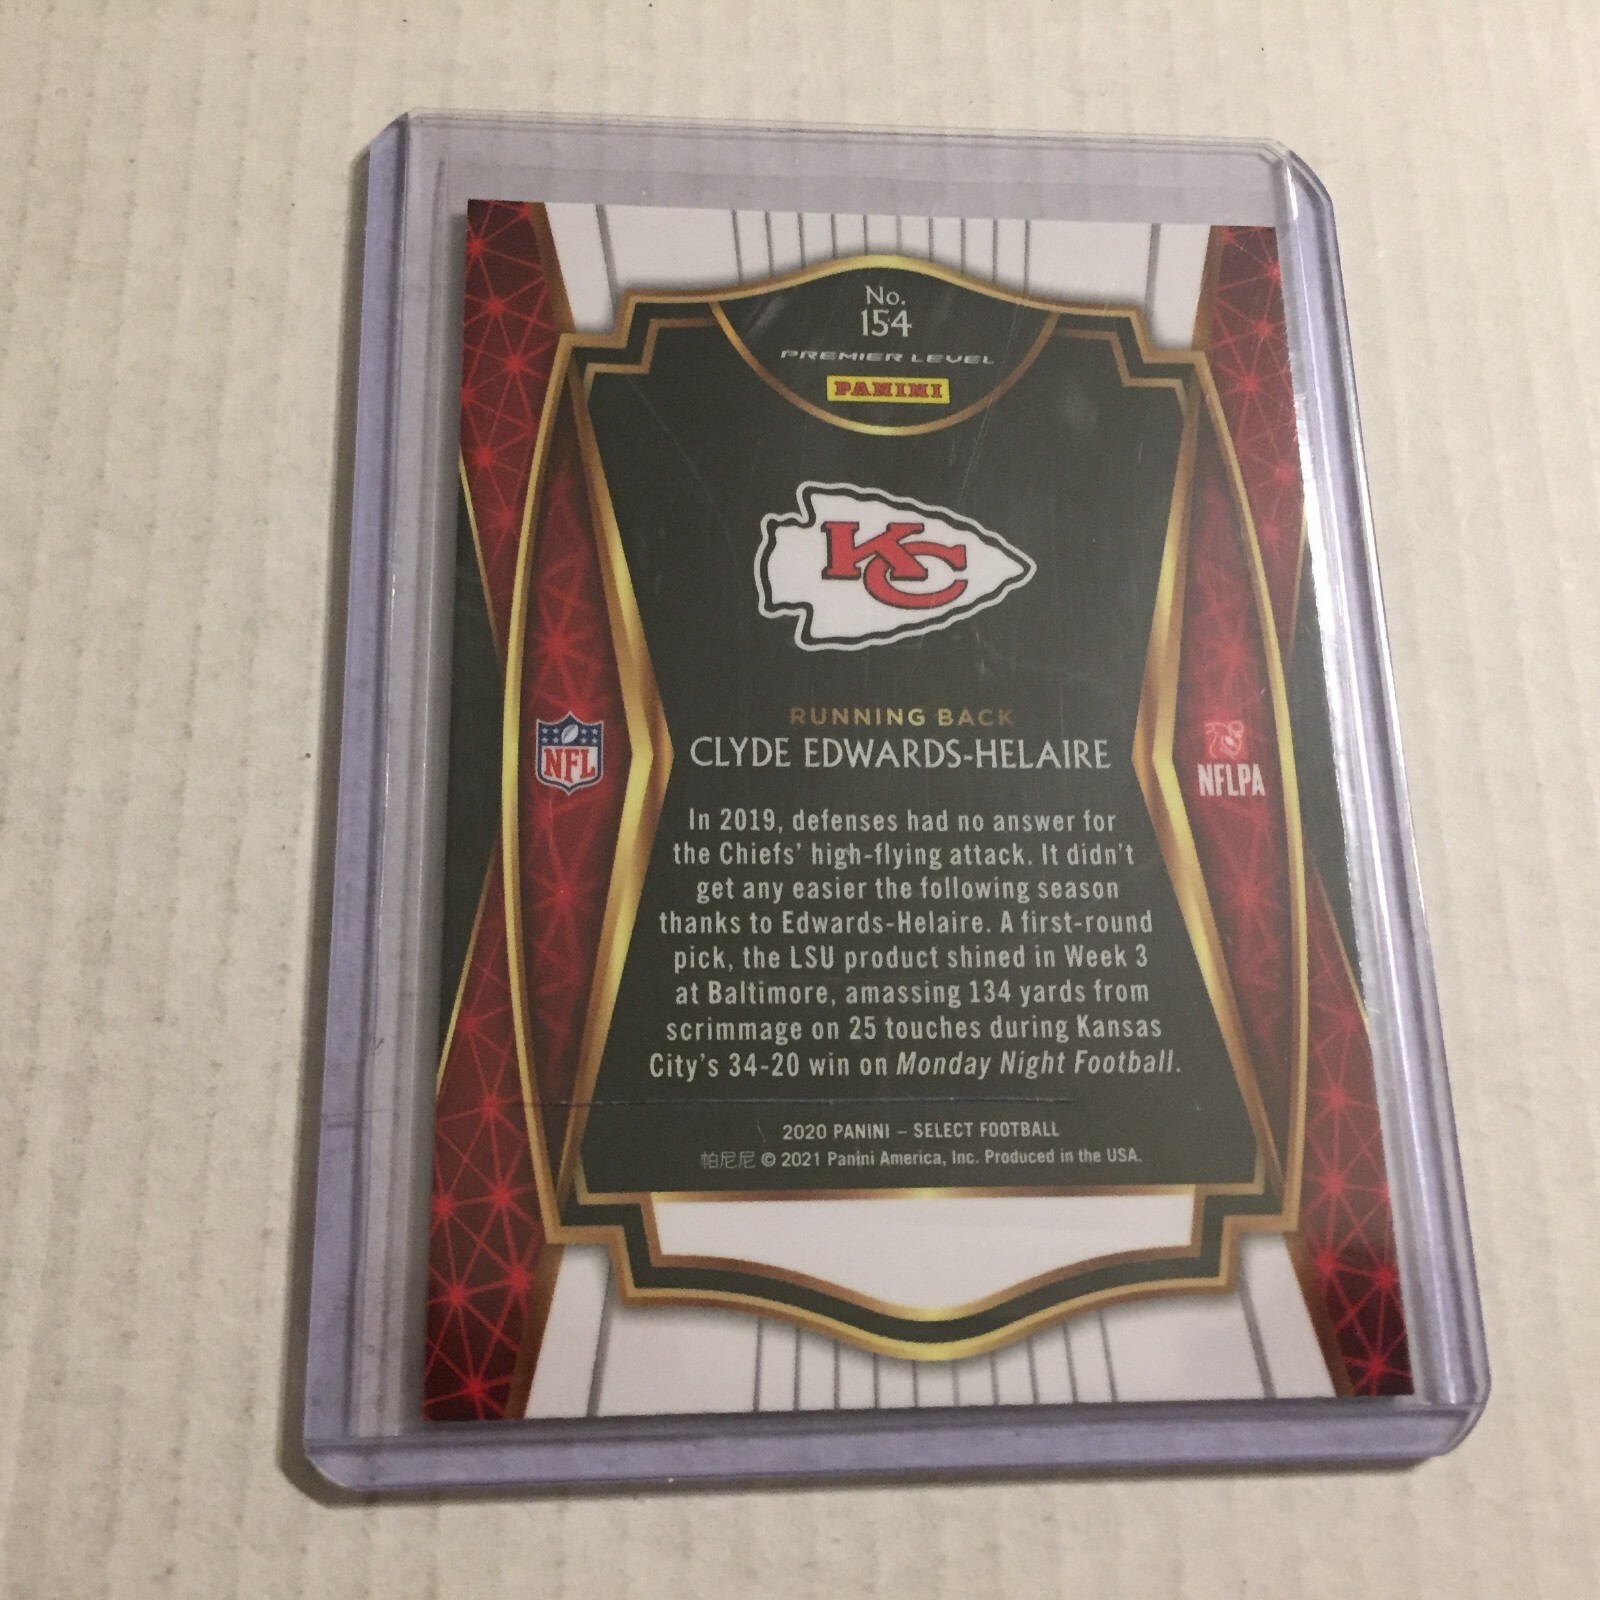 No.
154
PREMIER LEVEL
PANINI
KC
RUNNING BACK
CLYDE EDWARDS-HELAIRE
NFL
NFLPA
In 2019, defenses had no answer for
the Chiefs' high-flying attack. It didn't
get any easier the following season
thanks to Edwards-Helaire. A first-round
pick, the LSU product shined in Week 3
at Baltimore, amassing 134 yards from
scrimmage on 25 touches during Kansas
City's 34-20 win on Monday Night Football.
2020 PANINI – SELECT FOOTBALL
帕尼尼 © 2021 Panini America, Inc. Produced in the USA.